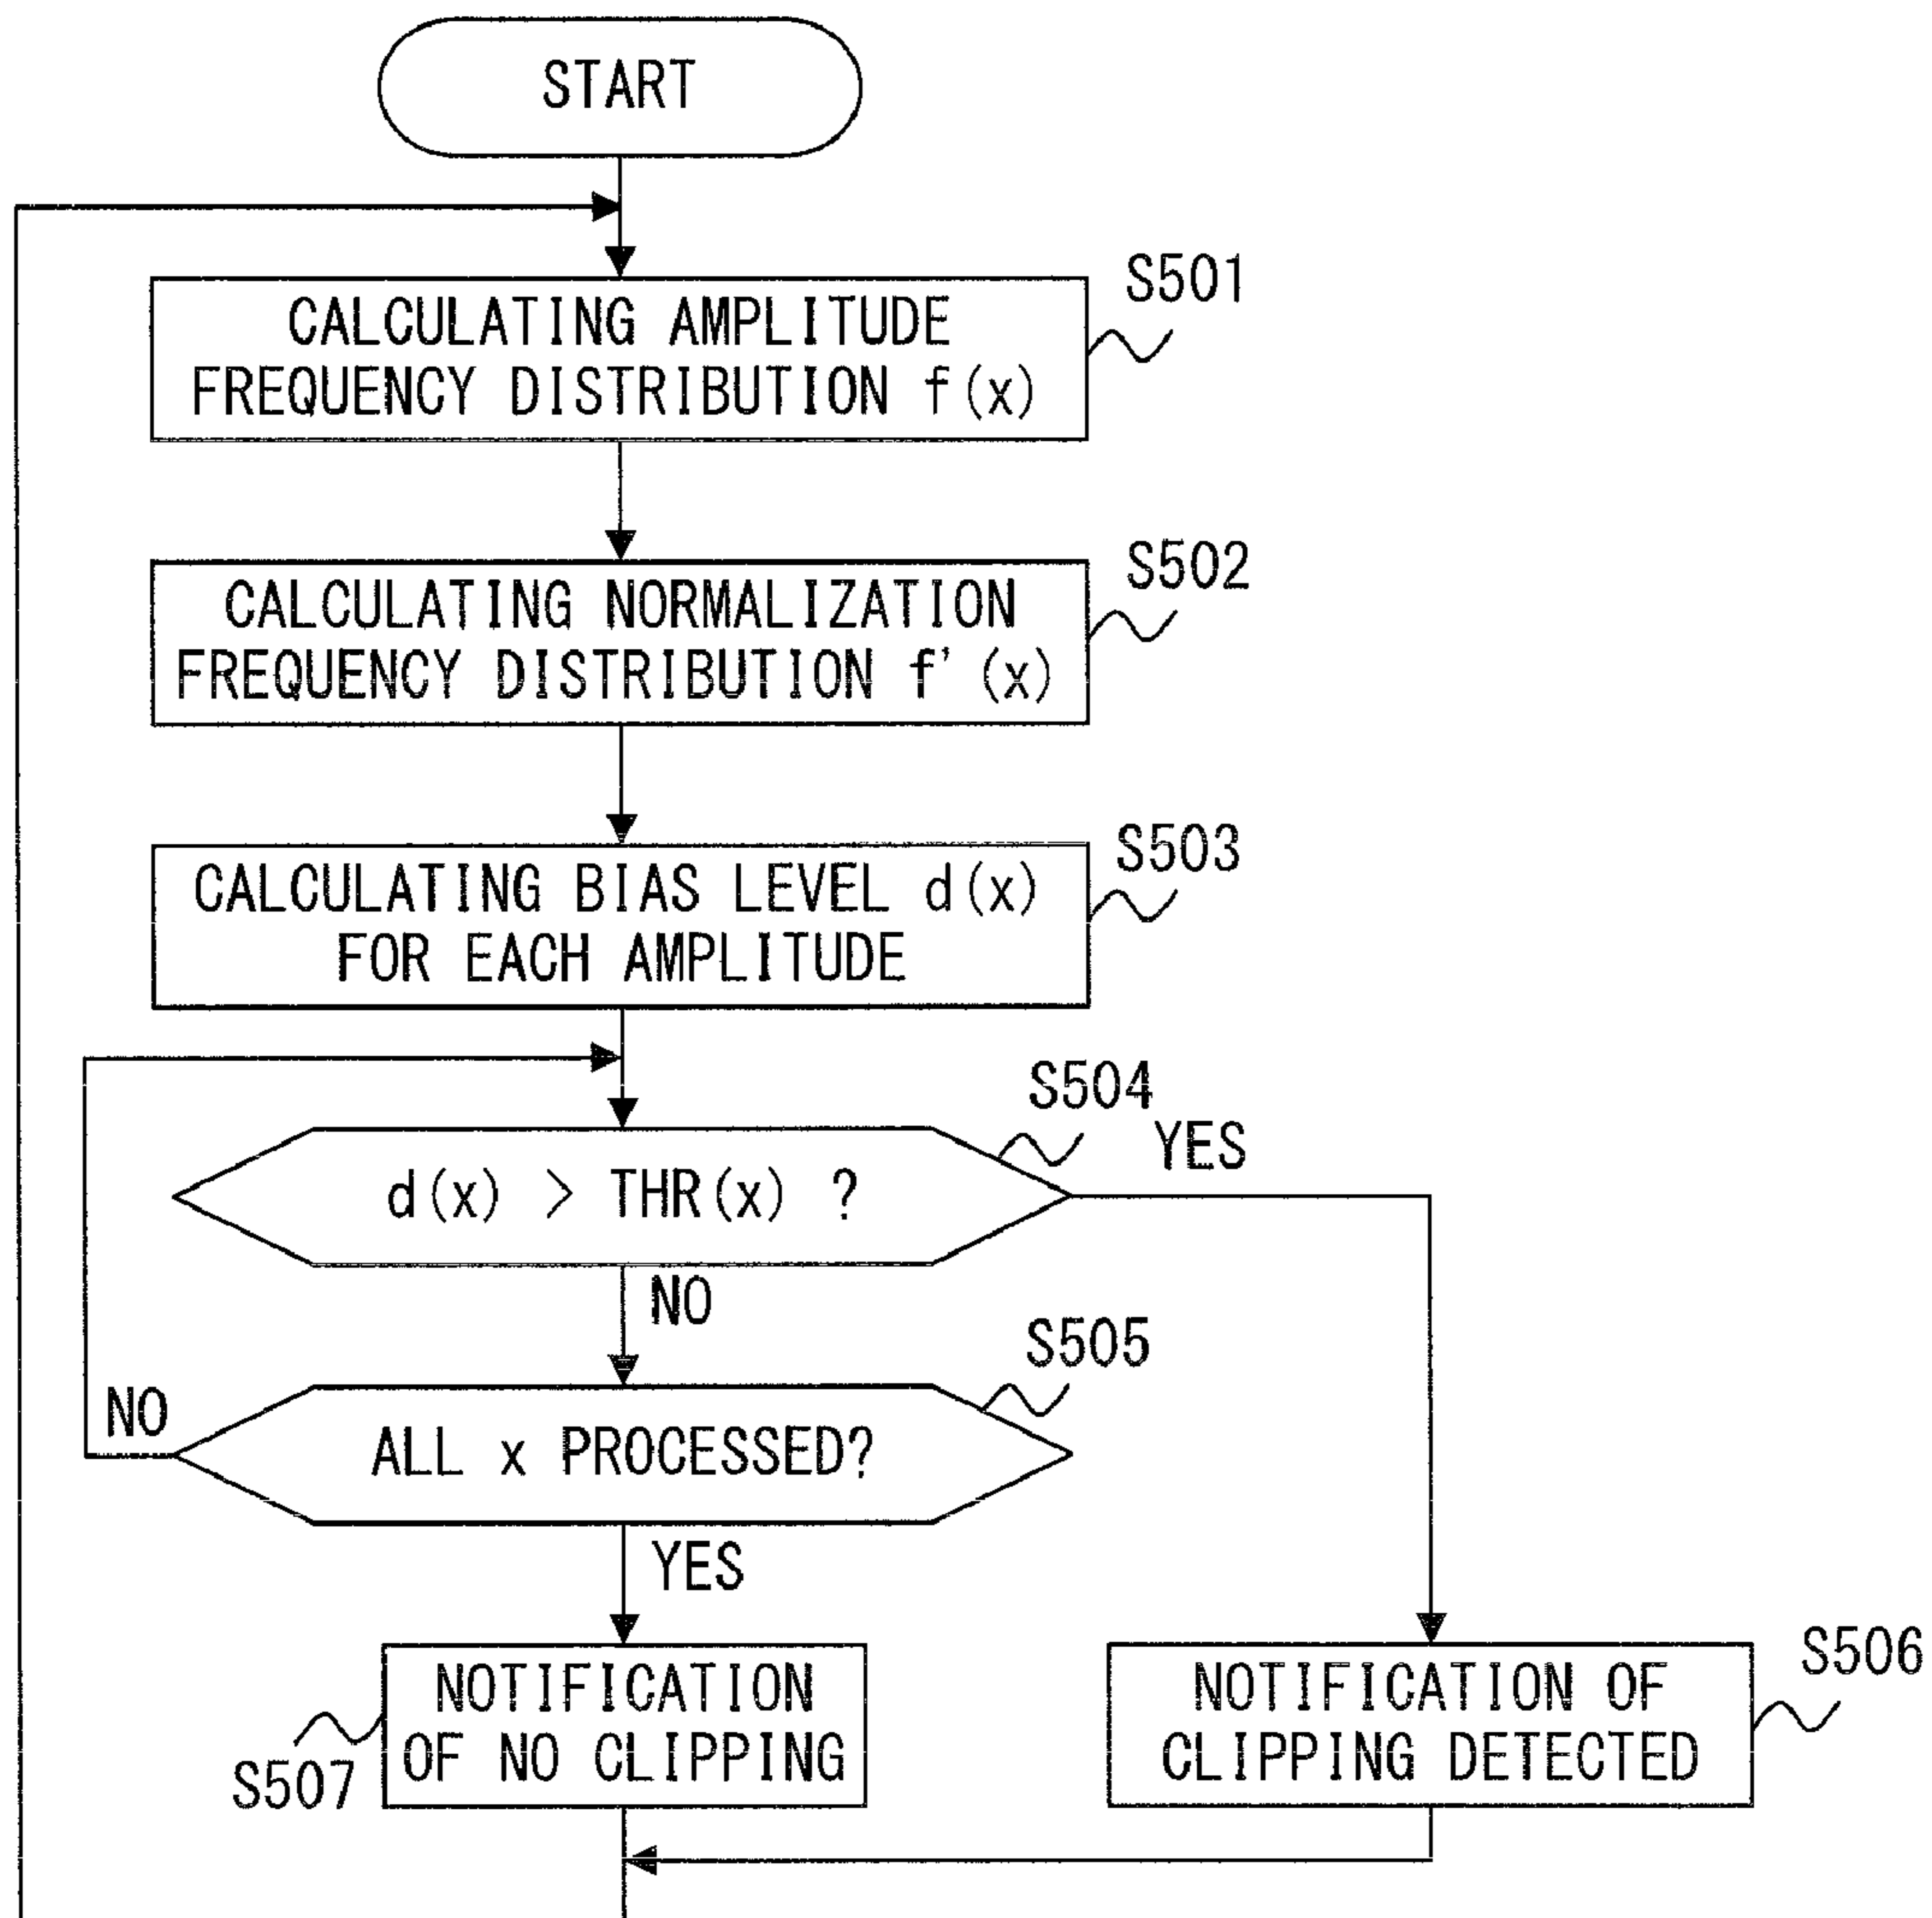 START
S501
CALCULATING AMPLITUDE
FREQUENCY DISTRIBUTION f(x)
S502
CALCULATING NORMALIZATION
FREQUENCY DISTRIBUTION f'(x)
S503
CALCULATING BIAS LEVEL d(x)
FOR EACH AMPLITUDE
S504
YES
d(x) > THR(x) ?
NO
S505
NO
ALL x PROCESSED?
YES
S506
NOTIFICATION
OF NO CLIPPING
S507
NOTIFICATION OF
CLIPPING DETECTED